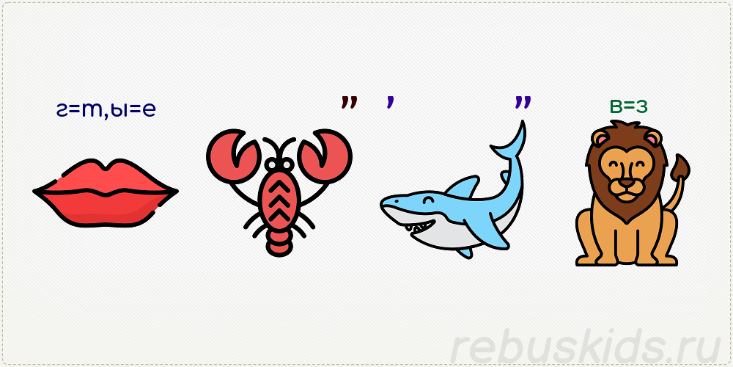 г=т,ы=е
„ , „
в=з
rebuskids.ru